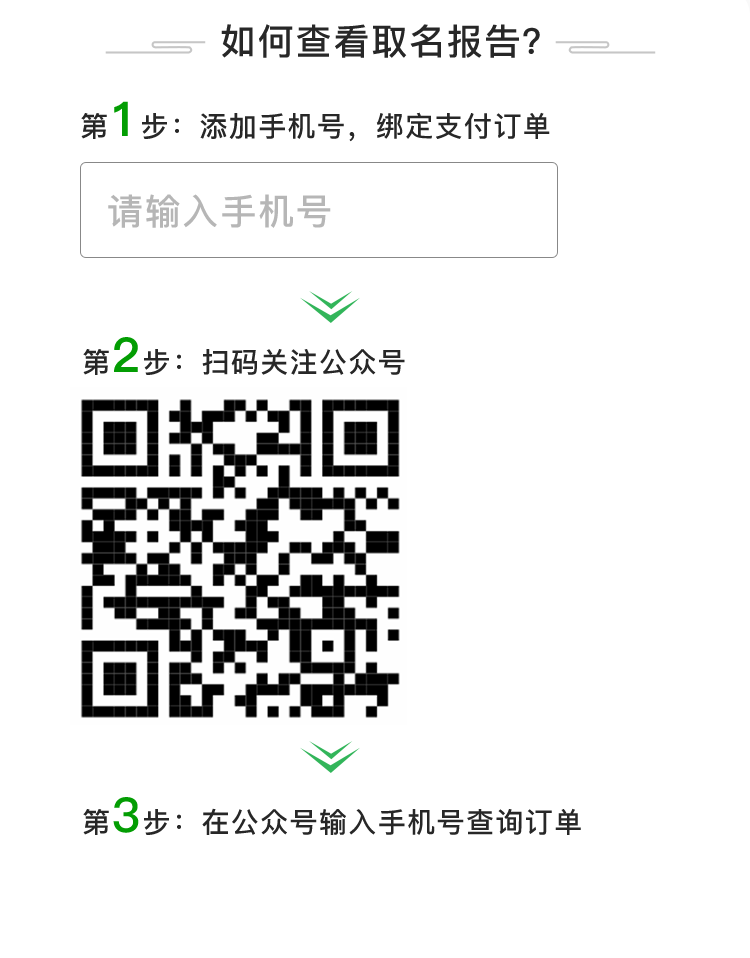 如何查看取名报告?
第1步：添加手机号，绑定支付订单
请输入手机号
第2步：扫码关注公众号
第3步：在公众号输入手机号查询订单